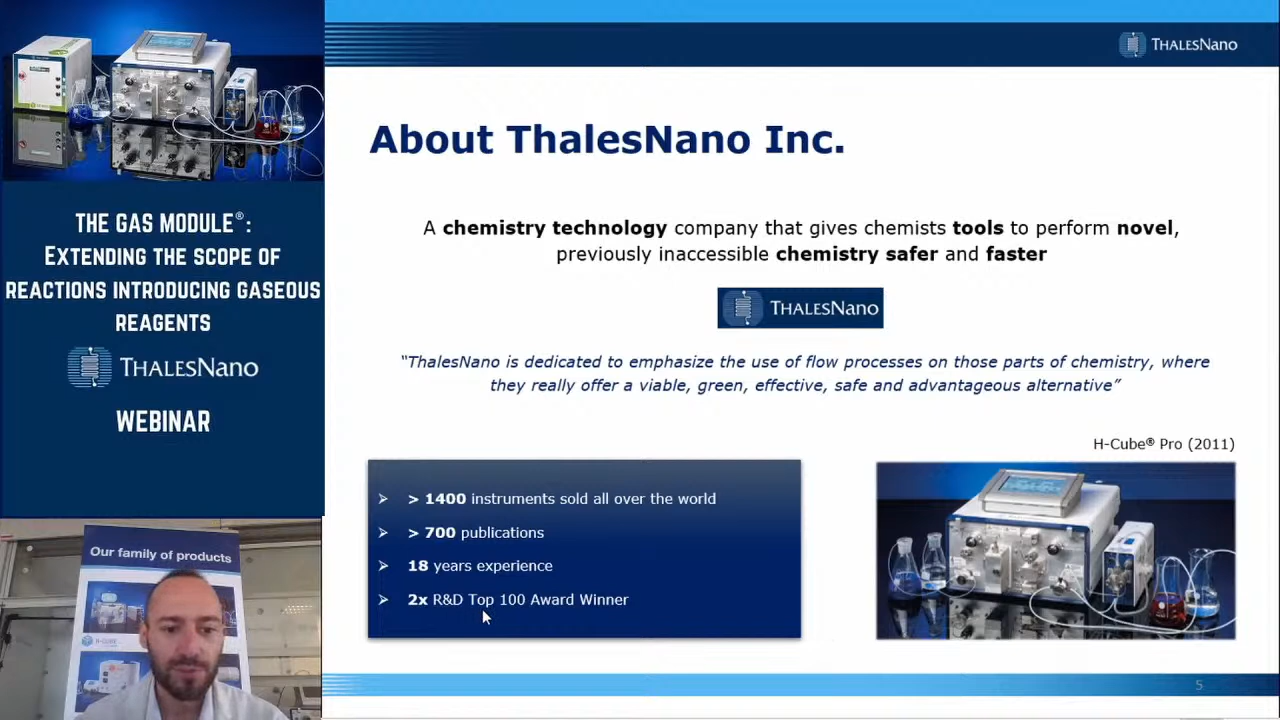 THE GAS MODULE®:
EXTENDING THE SCOPE OF
REACTIONS INTRODUCING GASEOUS
REAGENTS
THALESNANO
WEBINAR
Our family of products
H-CUBE
THALESNANO
About ThalesNano Inc.
A chemistry technology company that gives chemists tools to perform novel,
previously inaccessible chemistry safer and faster
THALESNANO
“ThalesNano is dedicated to emphasize the use of flow processes on those parts of chemistry, where
they really offer a viable, green, effective, safe and advantageous alternative”
H-Cube® Pro (2011)
> 1400 instruments sold all over the world
> 700 publications
18 years experience
2x R&D Top 100 Award Winner
5